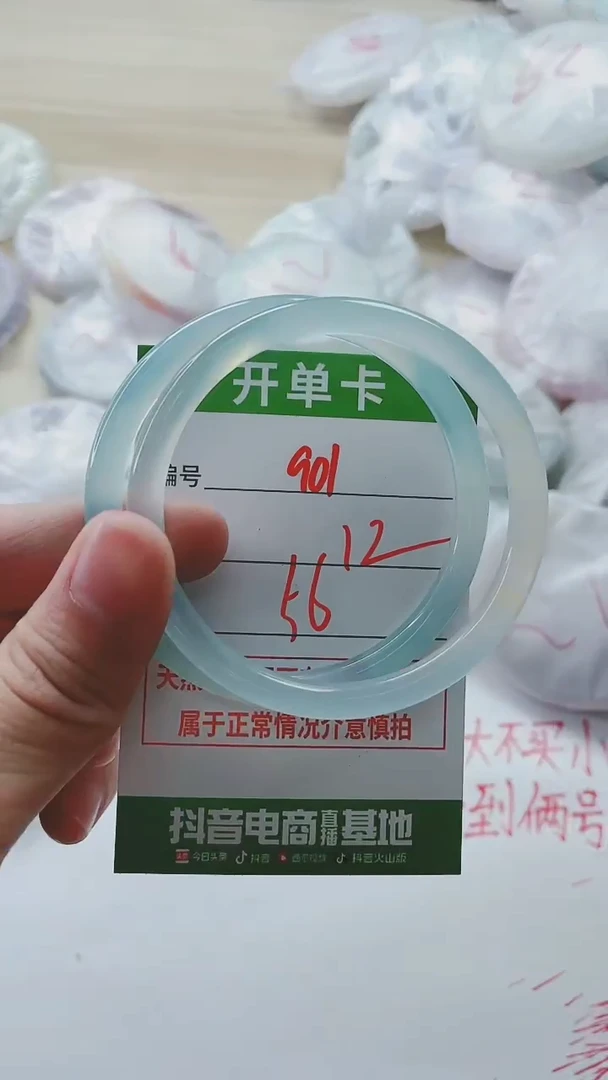 开单卡
编号 901
12
56
天然
属于正常情况介意慎拍
大不买小
到俩号
抖音电商直播基地
今日头条 抖音 西瓜视频 抖音火山版